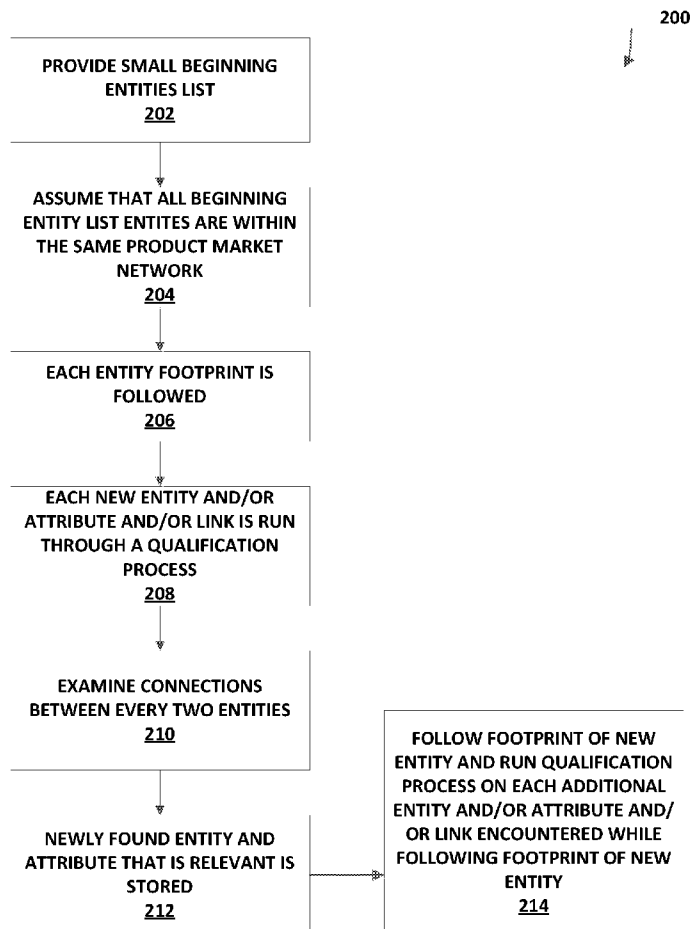 200
PROVIDE SMALL BEGINNING
ENTITIES LIST
202
ASSUME THAT ALL BEGINNING
ENTITY LIST ENTITES ARE WITHIN
THE SAME PRODUCT MARKET
NETWORK
204
EACH ENTITY FOOTPRINT IS
FOLLOWED
206
EACH NEW ENTITY AND/OR
ATTRIBUTE AND/OR LINK IS RUN
THROUGH A QUALIFICATION
PROCESS
208
EXAMINE CONNECTIONS
BETWEEN EVERY TWO ENTITIES
210
NEWLY FOUND ENTITY AND
ATTRIBUTE THAT IS RELEVANT IS
STORED
212
FOLLOW FOOTPRINT OF NEW
ENTITY AND RUN QUALIFICATION
PROCESS ON EACH ADDITIONAL
ENTITY AND/OR ATTRIBUTE AND/
OR LINK ENCOUNTERED WHILE
FOLLOWING FOOTPRINT OF NEW
ENTITY
214